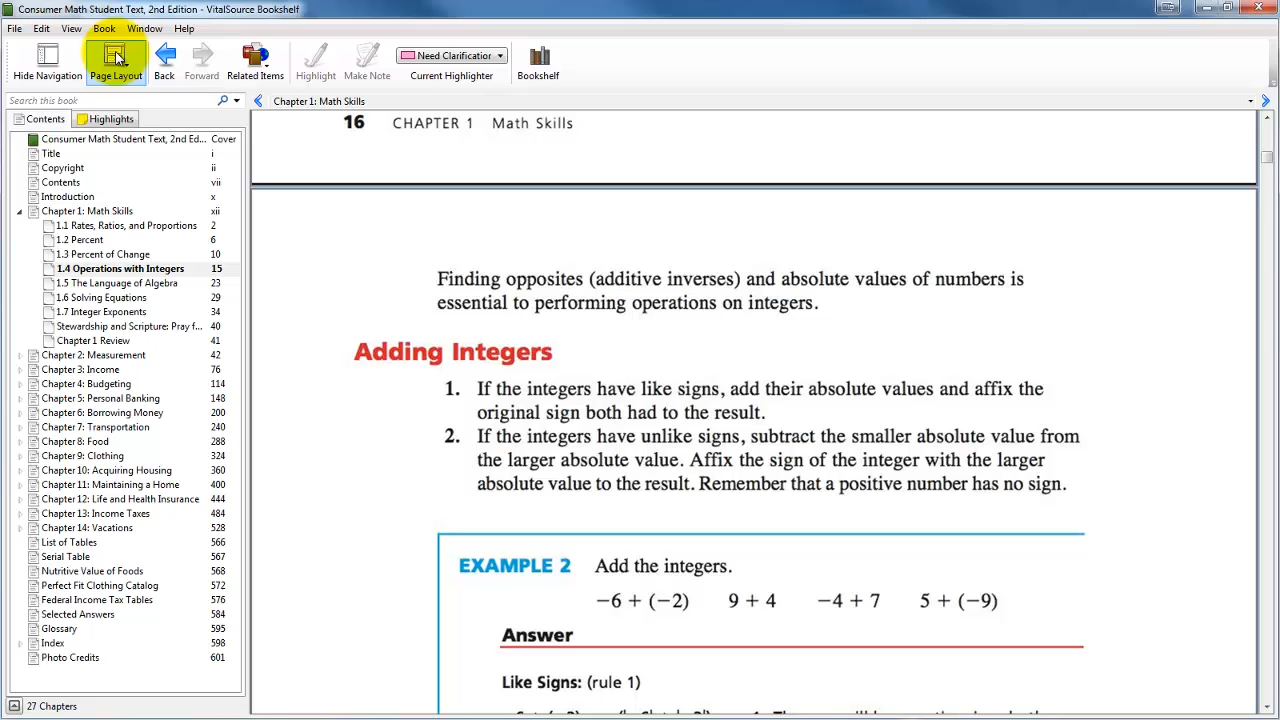 Consumer Math Student Text, 2nd Edition - VitalSource Bookshelf
File Edit View Book Window Help
Hide Navigation Page Layout Back Forward Related Items Highlight Make Note Need Clarification Current Highlighter Bookshelf
Search this book
Chapter 1: Math Skills
Contents Highlights
Consumer Math Student Text, 2nd Ed... Cover
Title i
Copyright ii
Contents vii
Introduction x
Chapter 1: Math Skills xii
1.1 Rates, Ratios, and Proportions 2
1.2 Percent 6
1.3 Percent of Change 10
1.4 Operations with Integers 15
1.5 The Language of Algebra 23
1.6 Solving Equations 29
1.7 Integer Exponents 34
Stewardship and Scripture: Pray f... 40
Chapter 1 Review 41
Chapter 2: Measurement 42
Chapter 3: Income 76
Chapter 4: Budgeting 114
Chapter 5: Personal Banking 148
Chapter 6: Borrowing Money 200
Chapter 7: Transportation 240
Chapter 8: Food 288
Chapter 9: Clothing 324
Chapter 10: Acquiring Housing 360
Chapter 11: Maintaining a Home 400
Chapter 12: Life and Health Insurance 444
Chapter 13: Income Taxes 484
Chapter 14: Vacations 528
List of Tables 566
Serial Table 567
Nutritive Value of Foods 568
Perfect Fit Clothing Catalog 572
Federal Income Tax Tables 576
Selected Answers 584
Glossary 595
Index 598
Photo Credits 601
27 Chapters
16 CHAPTER 1 Math Skills
Finding opposites (additive inverses) and absolute values of numbers is
essential to performing operations on integers.
Adding Integers
1. If the integers have like signs, add their absolute values and affix the
original sign both had to the result.
2. If the integers have unlike signs, subtract the smaller absolute value from
the larger absolute value. Affix the sign of the integer with the larger
absolute value to the result. Remember that a positive number has no sign.
EXAMPLE 2 Add the integers.
−6 + (−2) 9 + 4 −4 + 7 5 + (−9)
Answer
Like Signs: (rule 1)